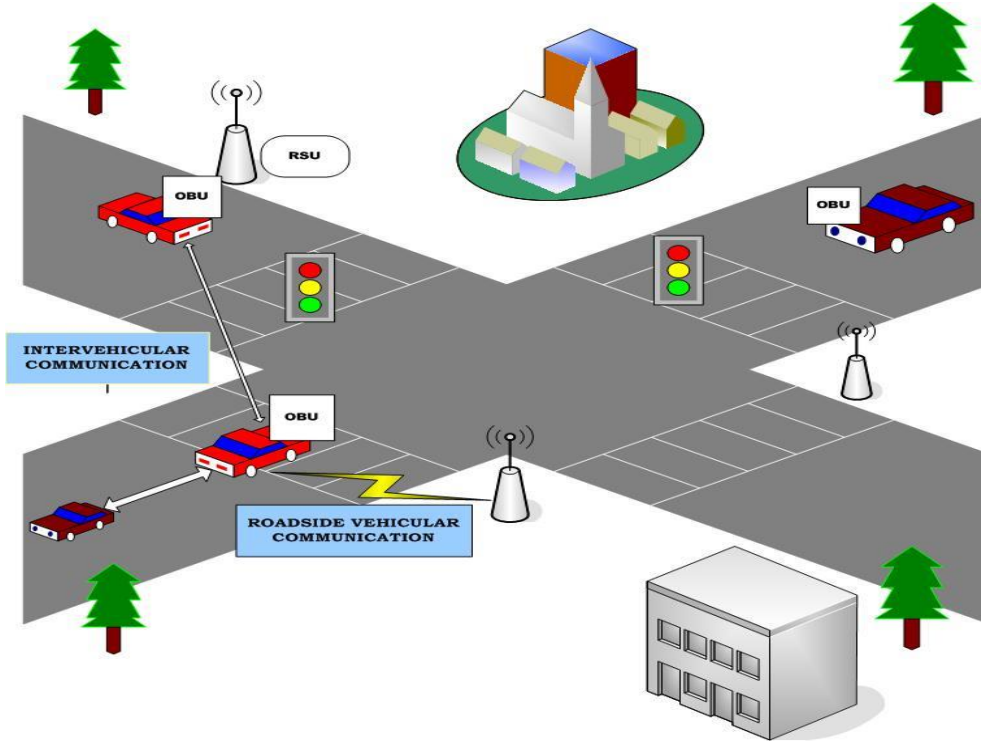 RSU
OBU
OBU
INTERVEHICULAR
COMMUNICATION
OBU
ROADSIDE VEHICULAR
COMMUNICATION